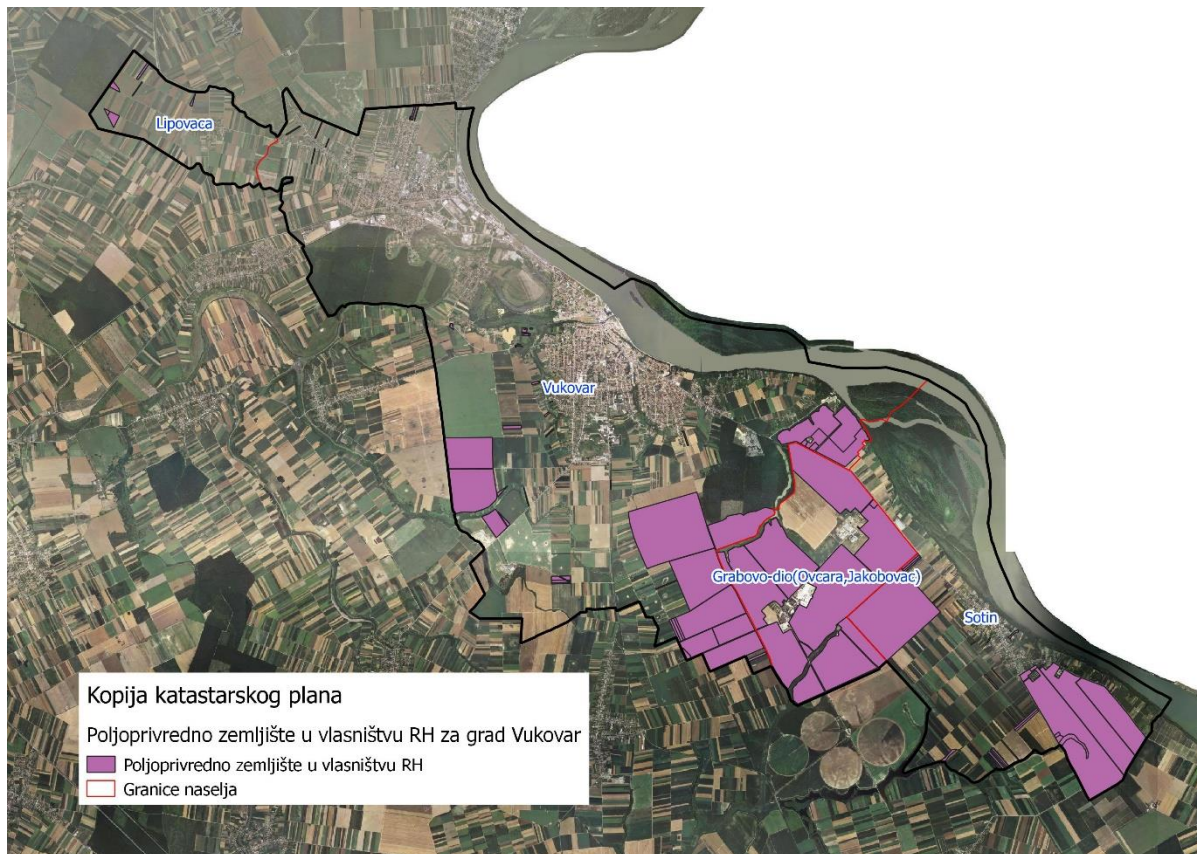 Lipovaca
Vukovar
Grabovo-dio(Ovcara,Jakobovac)
Sotin
Kopija katastarskog plana
Poljoprivredno zemljište u vlasništvu RH za grad Vukovar
Poljoprivredno zemljište u vlasništvu RH
Granice naselja